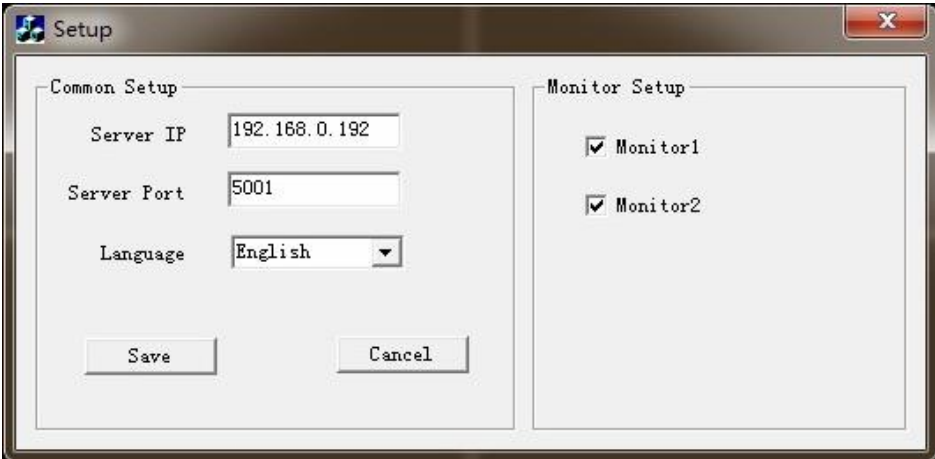 Setup
Common Setup
Server IP
192.168.0.192
Server Port
5001
Language
English
Save
Cancel
Monitor Setup
Monitor1
Monitor2